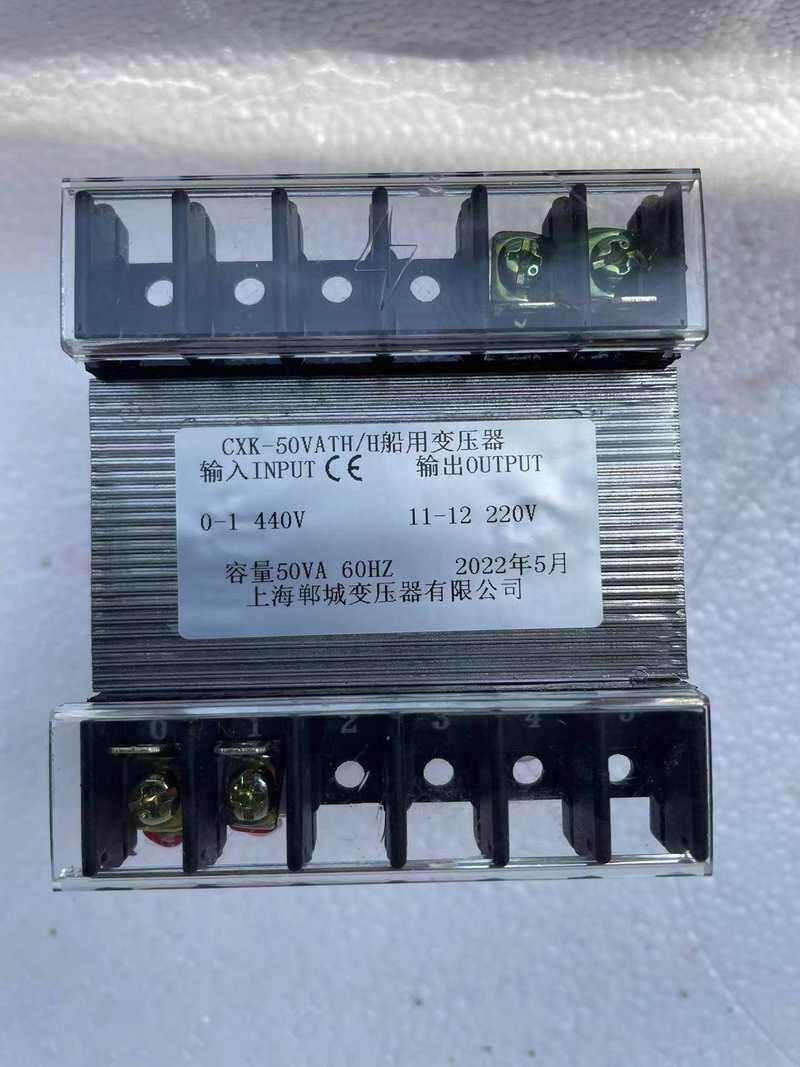 CXK-50VATH/H船用变压器
输入INPUT CE 输出OUTPUT
0-1 440V 11-12 220V
容量50VA 60HZ 2022年5月
上海郸城变压器有限公司
0 1 2 3 4 5